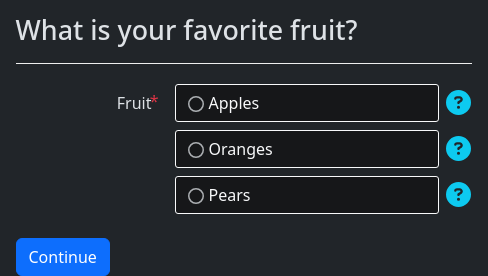 What is your favorite fruit?
Fruit*
Apples
?
Oranges
?
Pears
?
Continue